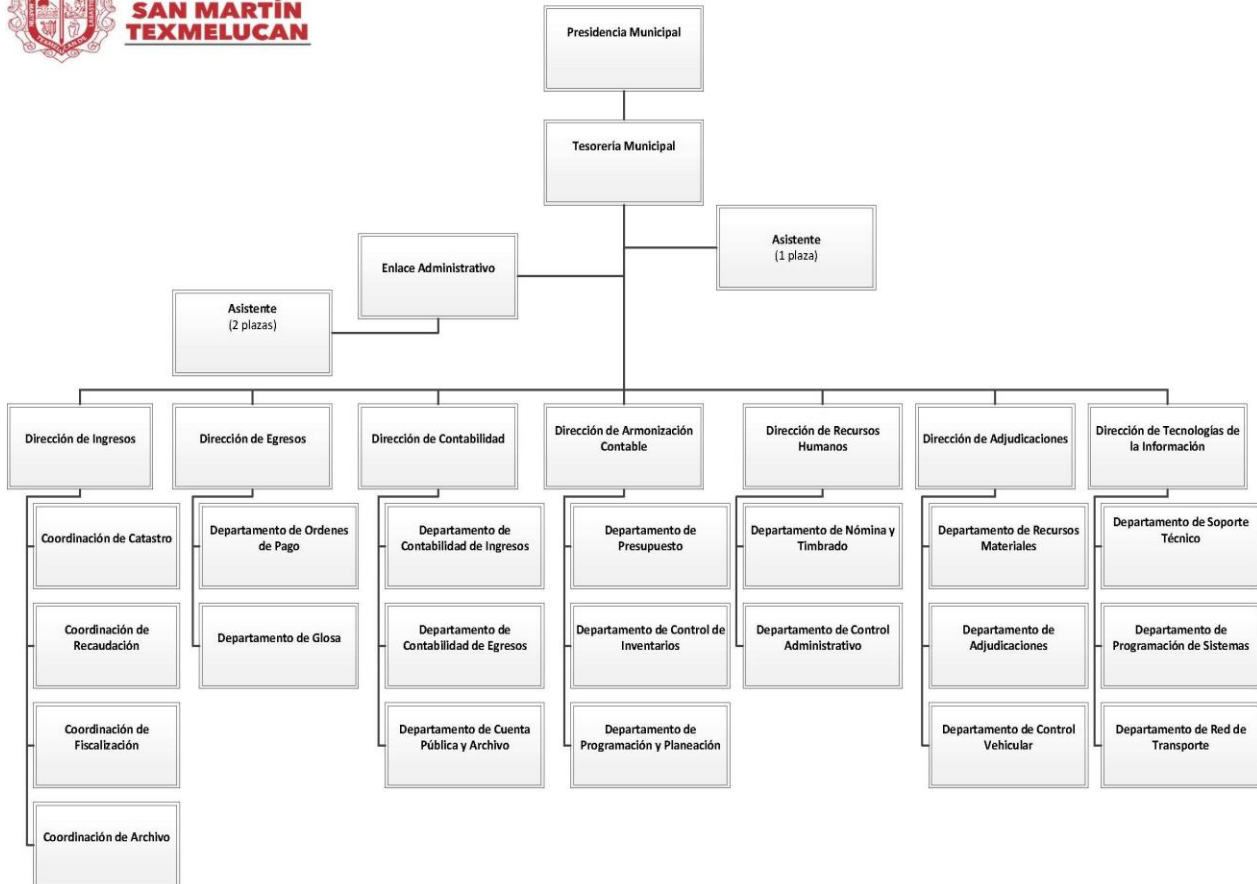 SAN MARTÍN
TEXMELUCAN
Presidencia Municipal
Tesorería Municipal
Asistente
(1 plaza)
Enlace Administrativo
Asistente
(2 plazas)
Dirección de Ingresos
Dirección de Egresos
Dirección de Contabilidad
Dirección de Armonización
Contable
Dirección de Recursos
Humanos
Dirección de Adjudicaciones
Dirección de Tecnologías de
la Información
Coordinación de Catastro
Departamento de Ordenes
de Pago
Departamento de
Contabilidad de Ingresos
Departamento de
Presupuesto
Departamento de Nómina y
Timbrado
Departamento de Recursos
Materiales
Departamento de Soporte
Técnico
Coordinación de
Recaudación
Departamento de Glosa
Departamento de
Contabilidad de Egresos
Departamento de Control de
Inventarios
Departamento de Control
Administrativo
Departamento de
Adjudicaciones
Departamento de
Programación de Sistemas
Coordinación de
Fiscalización
Departamento de Cuenta
Pública y Archivo
Departamento de
Programación y Planeación
Departamento de Control
Vehicular
Departamento de Red de
Transporte
Coordinación de Archivo